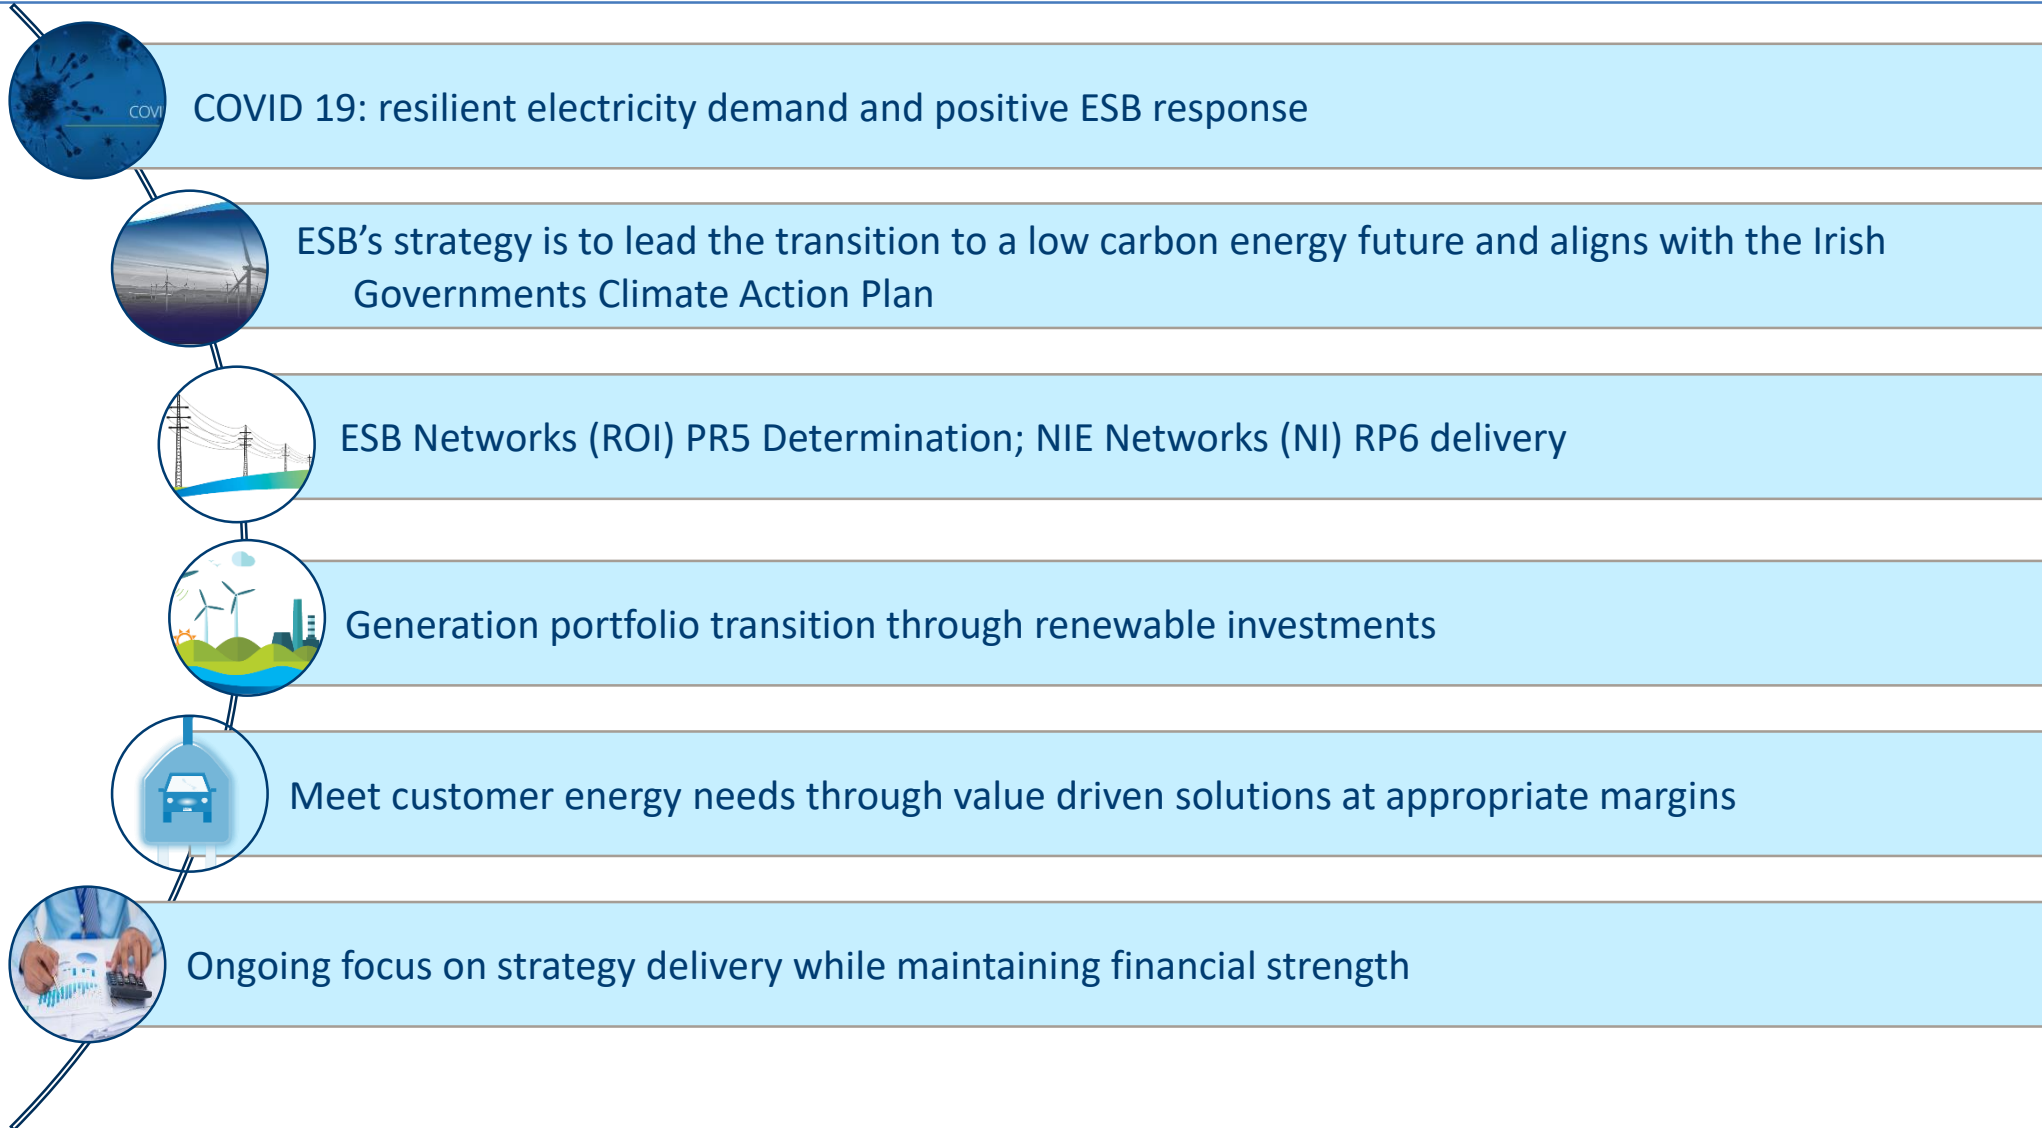 COVI
COVID 19: resilient electricity demand and positive ESB response
ESB’s strategy is to lead the transition to a low carbon energy future and aligns with the Irish
Governments Climate Action Plan
ESB Networks (ROI) PR5 Determination; NIE Networks (NI) RP6 delivery
Generation portfolio transition through renewable investments
Meet customer energy needs through value driven solutions at appropriate margins
Ongoing focus on strategy delivery while maintaining financial strength